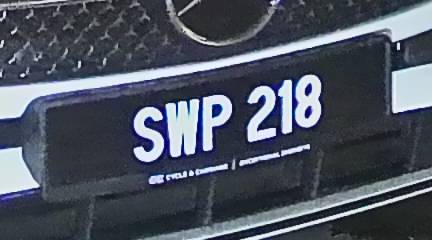 SWP 218
CYCLE & CARRIAGE